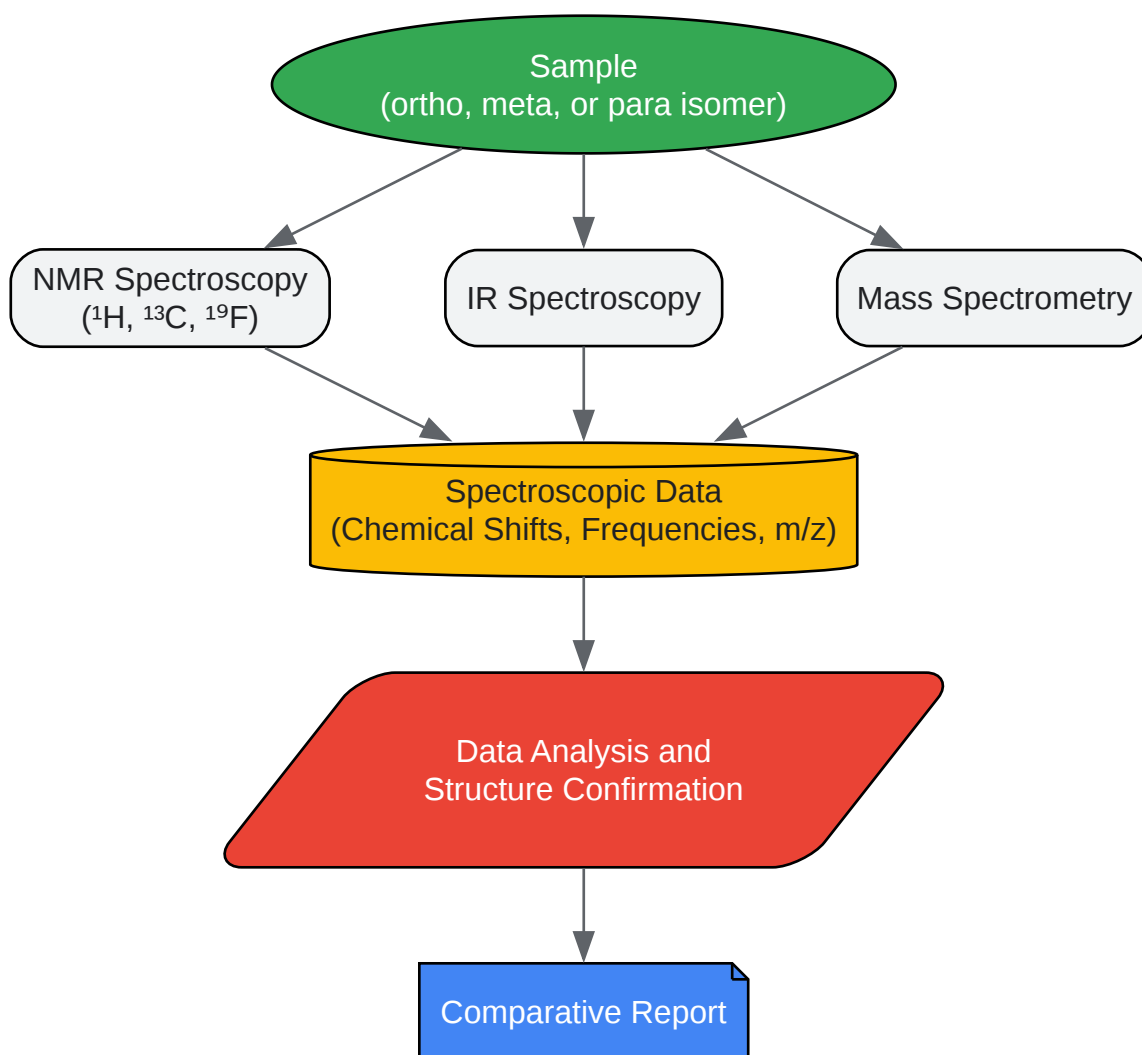 Sample
(ortho, meta, or para isomer)
NMR Spectroscopy
(¹H, ¹³C, ¹⁹F)
IR Spectroscopy
Mass Spectrometry
Spectroscopic Data
(Chemical Shifts, Frequencies, m/z)
Data Analysis and
Structure Confirmation
Comparative Report